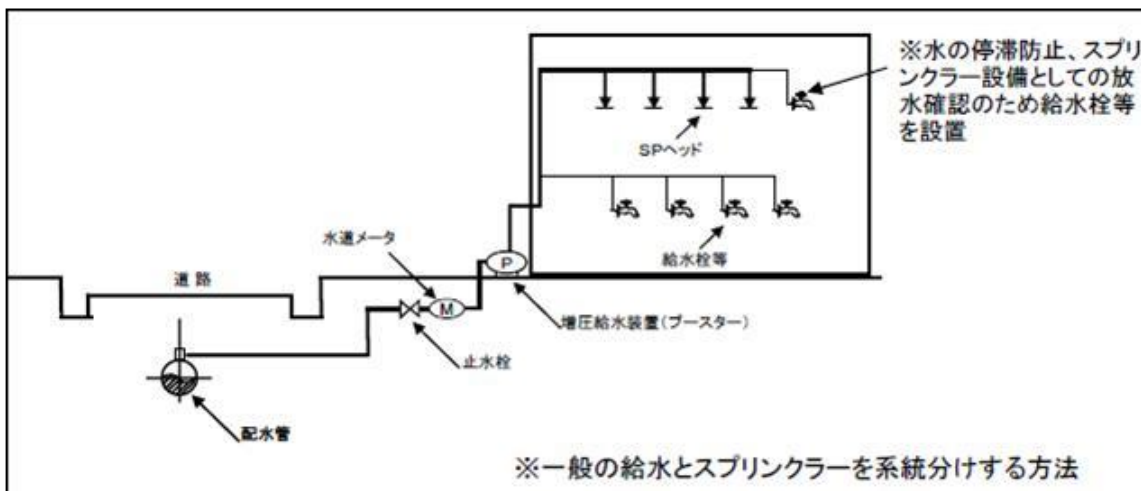 ※水の停滞防止、スプリ
ンクラー設備としての放
水確認のため給水栓等
を設置
SPヘッド
水道メータ
P
給水栓等
道路
M
増圧給水装置(ブースター)
止水栓
配水管
※一般の給水とスプリンクラーを系統分けする方法